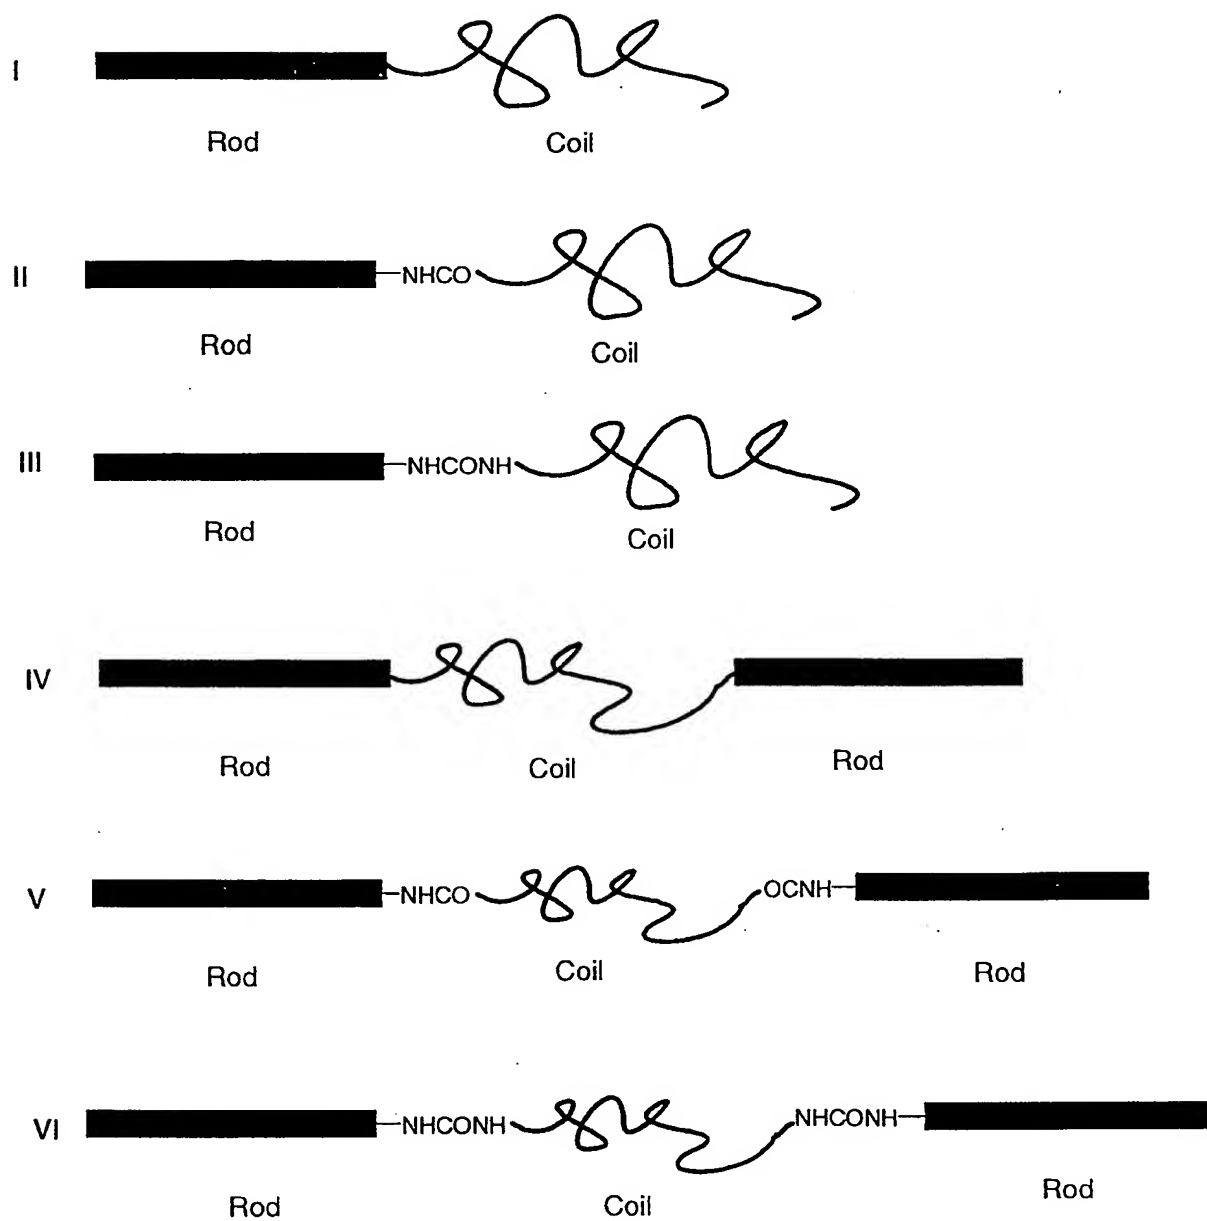 I
Rod Coil
II
NHCO
Rod Coil
III
NHCONH
Rod Coil
IV
Rod Coil Rod
V
NHCO OCNH
Rod Coil Rod
VI
NHCONH NHCONH
Rod Coil Rod